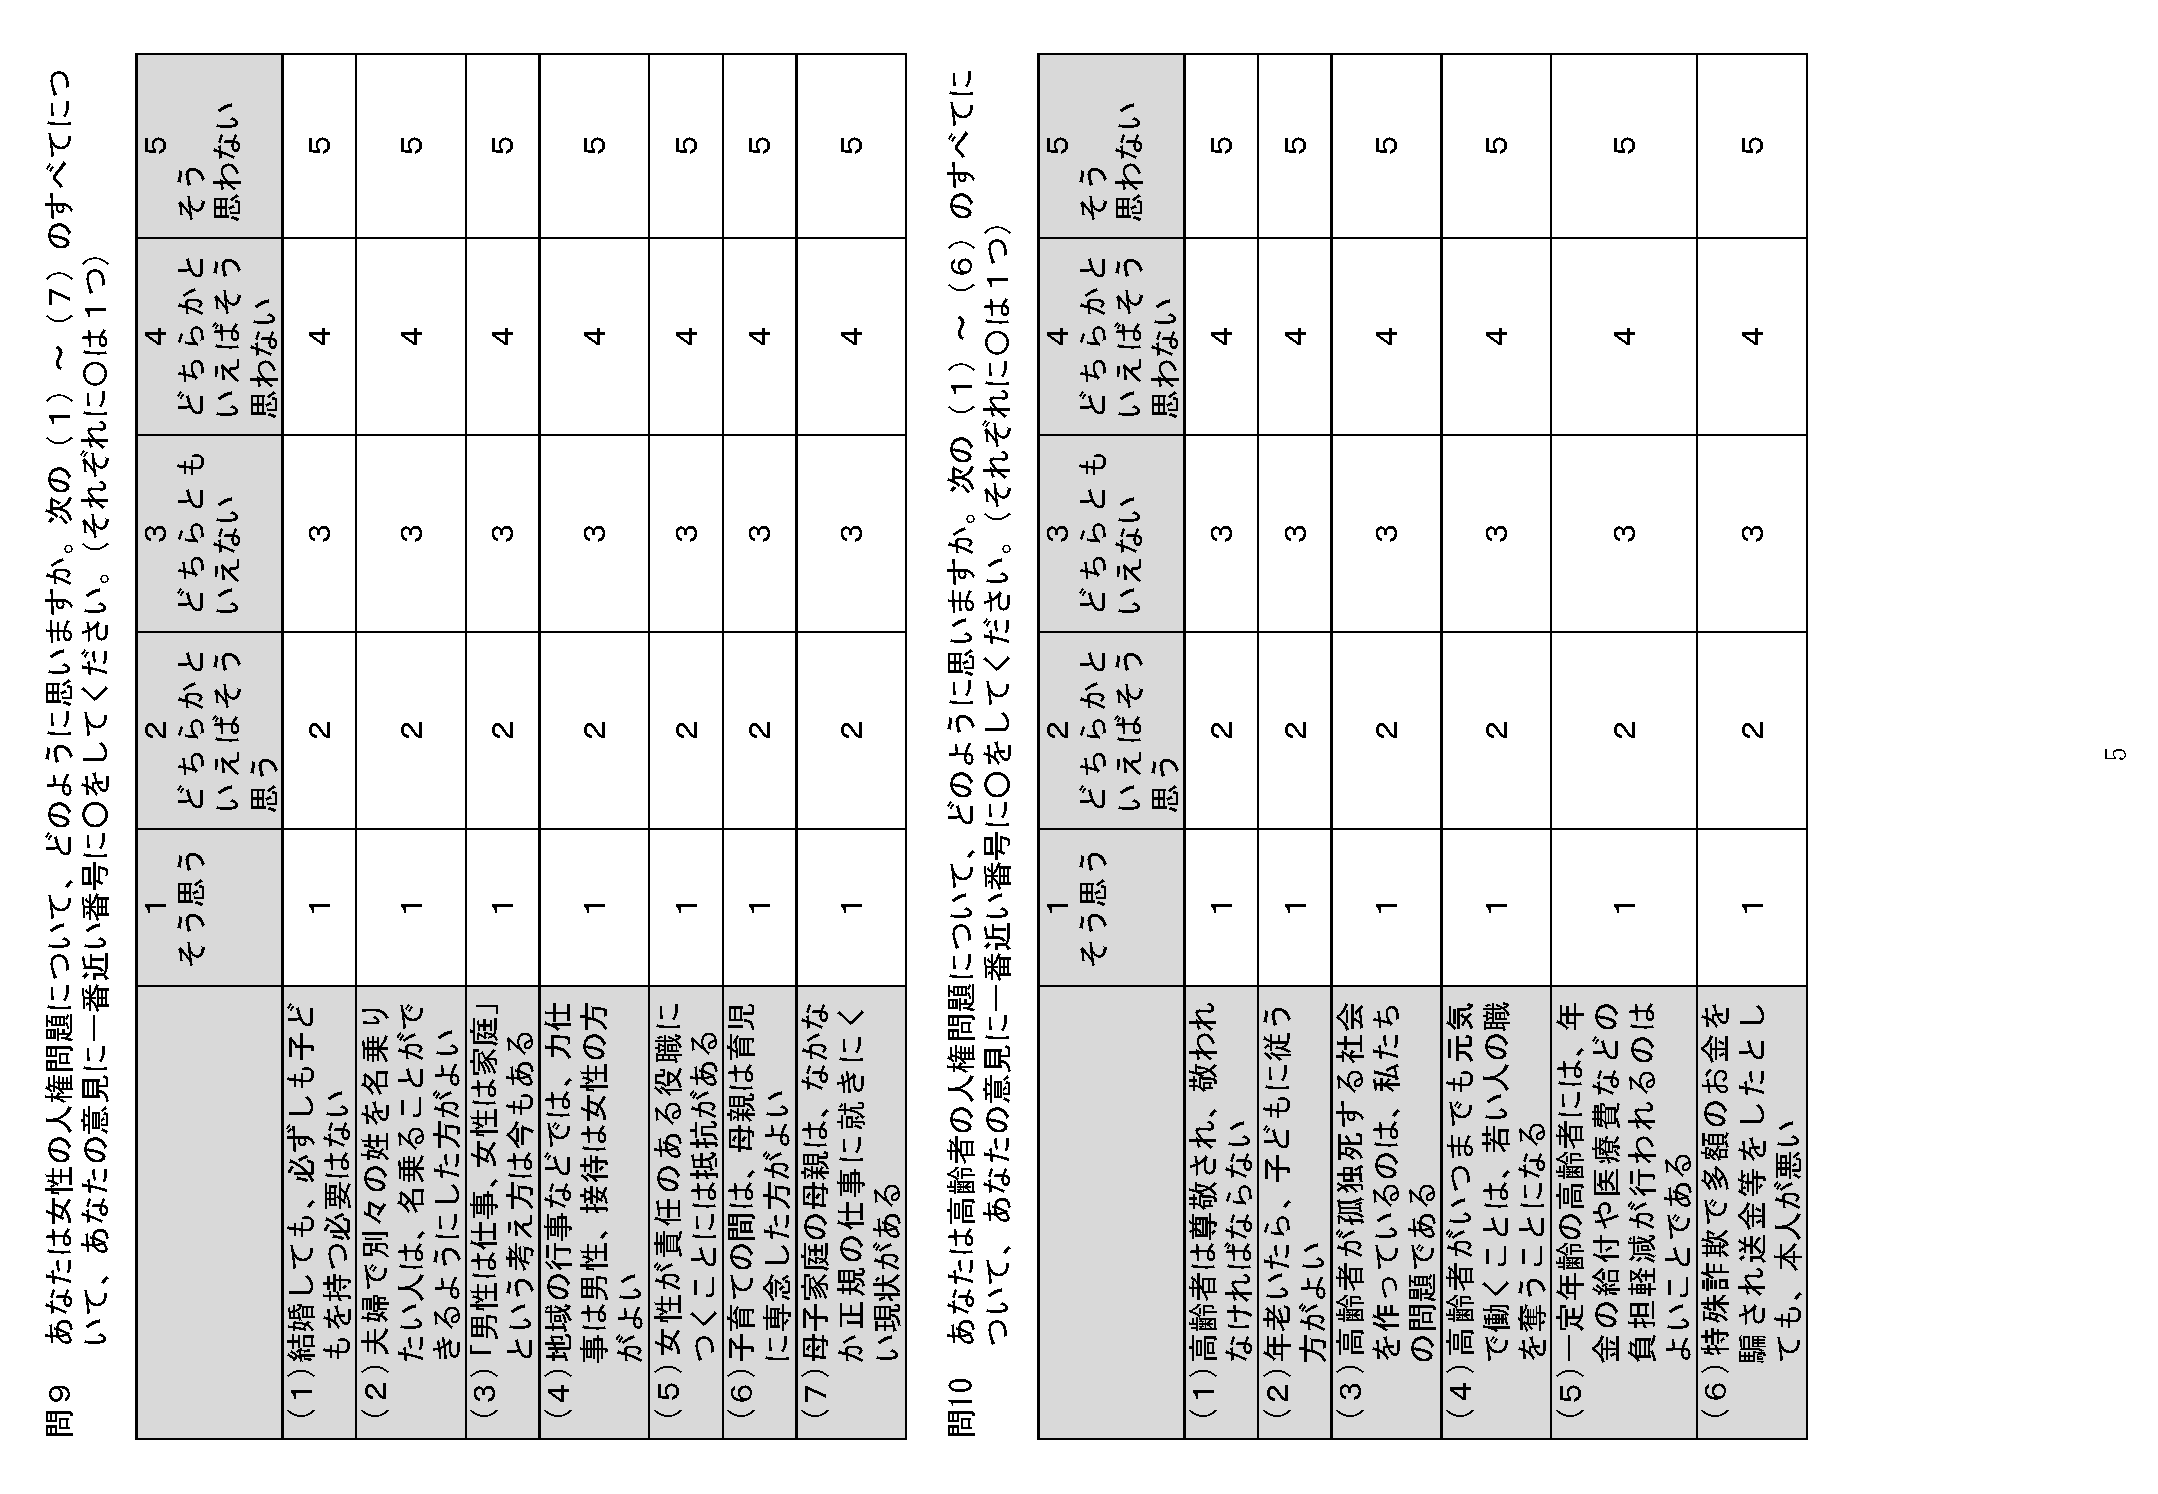 問９　あなたは女性の人権問題について、どのように思いますか。次の（１）～（７）のすべてにつ
いて、あなたの意見に一番近い番号に〇をしてください。（それぞれに〇は１つ）
１ ２ ３ ４ ５
そう思う どちらかと どちらとも どちらかと そう
いえばそう いえない いえばそう 思わない
思う 思わない
（１）結婚しても、必ずしも子ど
もを持つ必要はない
１ ２ ３ ４ ５
（２）夫婦で別々の姓を名乗り
たい人は、名乗ることがで
きるようにした方がよい
１ ２ ３ ４ ５
（３）「男性は仕事、女性は家庭」
という考え方は今もある
１ ２ ３ ４ ５
（４）地域の行事などでは、力仕
事は男性、接待は女性の方
がよい
１ ２ ３ ４ ５
（５）女性が責任のある役職に
つくことには抵抗がある
１ ２ ３ ４ ５
（６）子育ての間は、母親は育児
に専念した方がよい
１ ２ ３ ４ ５
（７）母子家庭の母親は、なかな
か正規の仕事に就きにく
い現状がある
１ ２ ３ ４ ５
問10　あなたは高齢者の人権問題について、どのように思いますか。次の（１）～（６）のすべてに
ついて、あなたの意見に一番近い番号に〇をしてください。（それぞれに〇は１つ）
１ ２ ３ ４ ５
そう思う どちらかと どちらとも どちらかと そう
いえばそう いえない いえばそう 思わない
思う 思わない
（１）高齢者は尊敬され、敬われ
なければならない
１ ２ ３ ４ ５
（２）年老いたら、子どもに従う
方がよい
１ ２ ３ ４ ５
（３）高齢者が孤独死する社会
を作っているのは、私たち
の問題である
１ ２ ３ ４ ５
（４）高齢者がいつまでも元気
で働くことは、若い人の職
を奪うことになる
１ ２ ３ ４ ５
（５）一定年齢の高齢者には、年
金の給付や医療費などの
負担軽減が行われるのは
よいことである
１ ２ ３ ４ ５
（６）特殊詐欺で多額のお金を
騙され送金等をしたとし
ても、本人が悪い
１ ２ ３ ４ ５
5